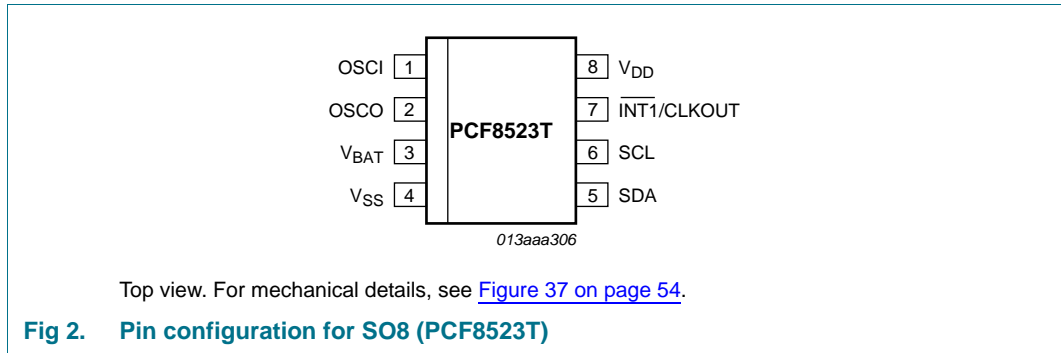 OSCI 1 8 VDD
OSCO 2 7 INT1/CLKOUT
PCF8523T
VBAT 3 6 SCL
VSS 4 5 SDA
013aaa306
Top view. For mechanical details, see Figure 37 on page 54.
Fig 2. Pin configuration for SO8 (PCF8523T)